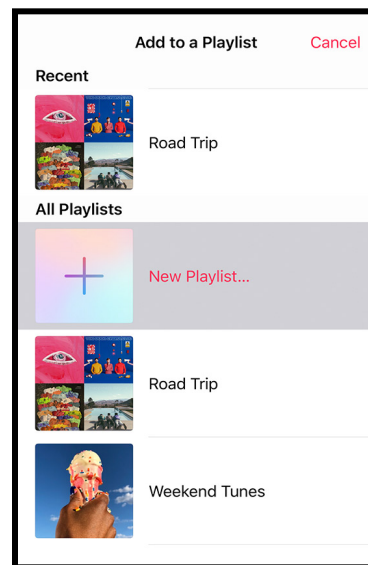 Add to a Playlist Cancel
Recent
Road Trip
All Playlists
New Playlist...
Road Trip
Weekend Tunes